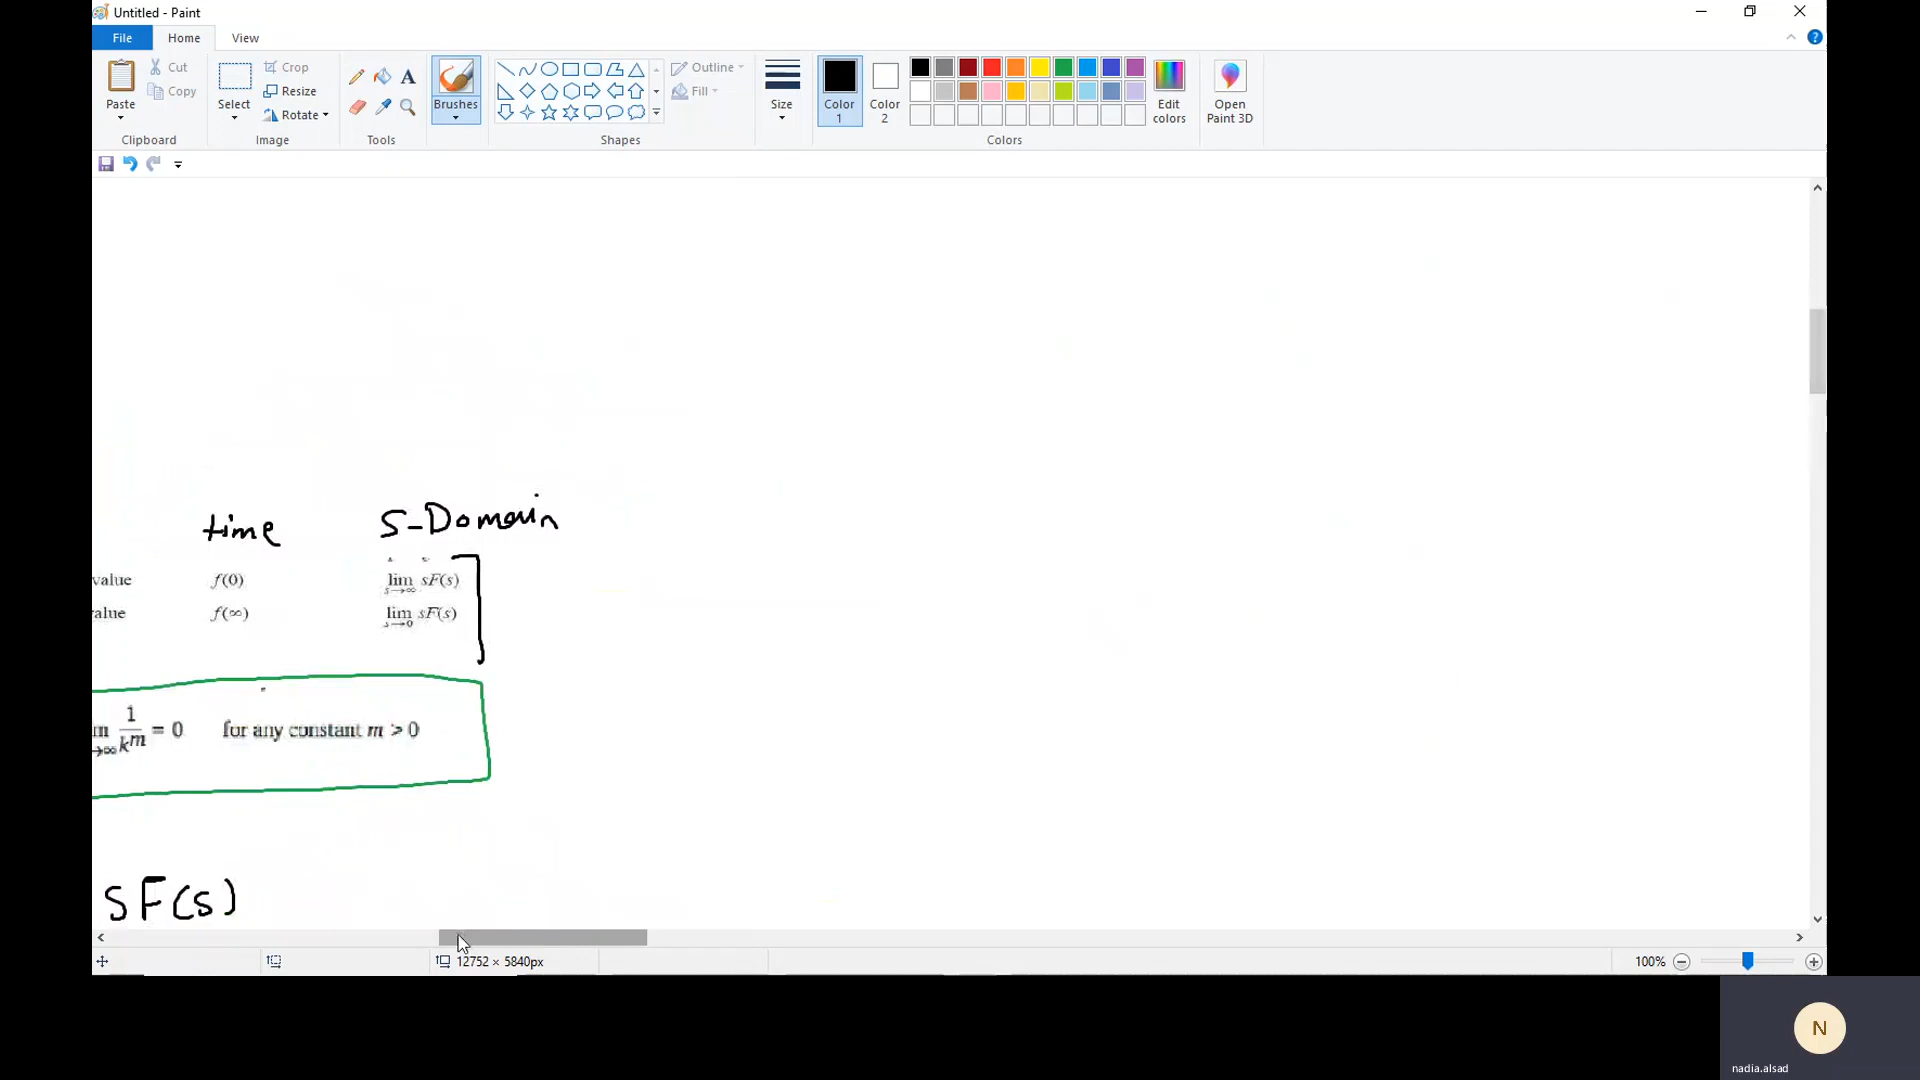 Untitled - Paint
File Home View
Paste
Cut
Copy
Clipboard
Select
Crop
Resize
Rotate
Image
Tools
Brushes
Shapes
Outline
Fill
Size
Color 1
Color 2
Colors
Edit colors
Open Paint 3D
time S-Domain
value f(0) lim s→∞ sF(s)
alue f(∞) lim s→0 sF(s)
→∞ 1/k^m = 0 for any constant m > 0
SF(s)
12752 × 5840px
100%
N
nadia.alsad